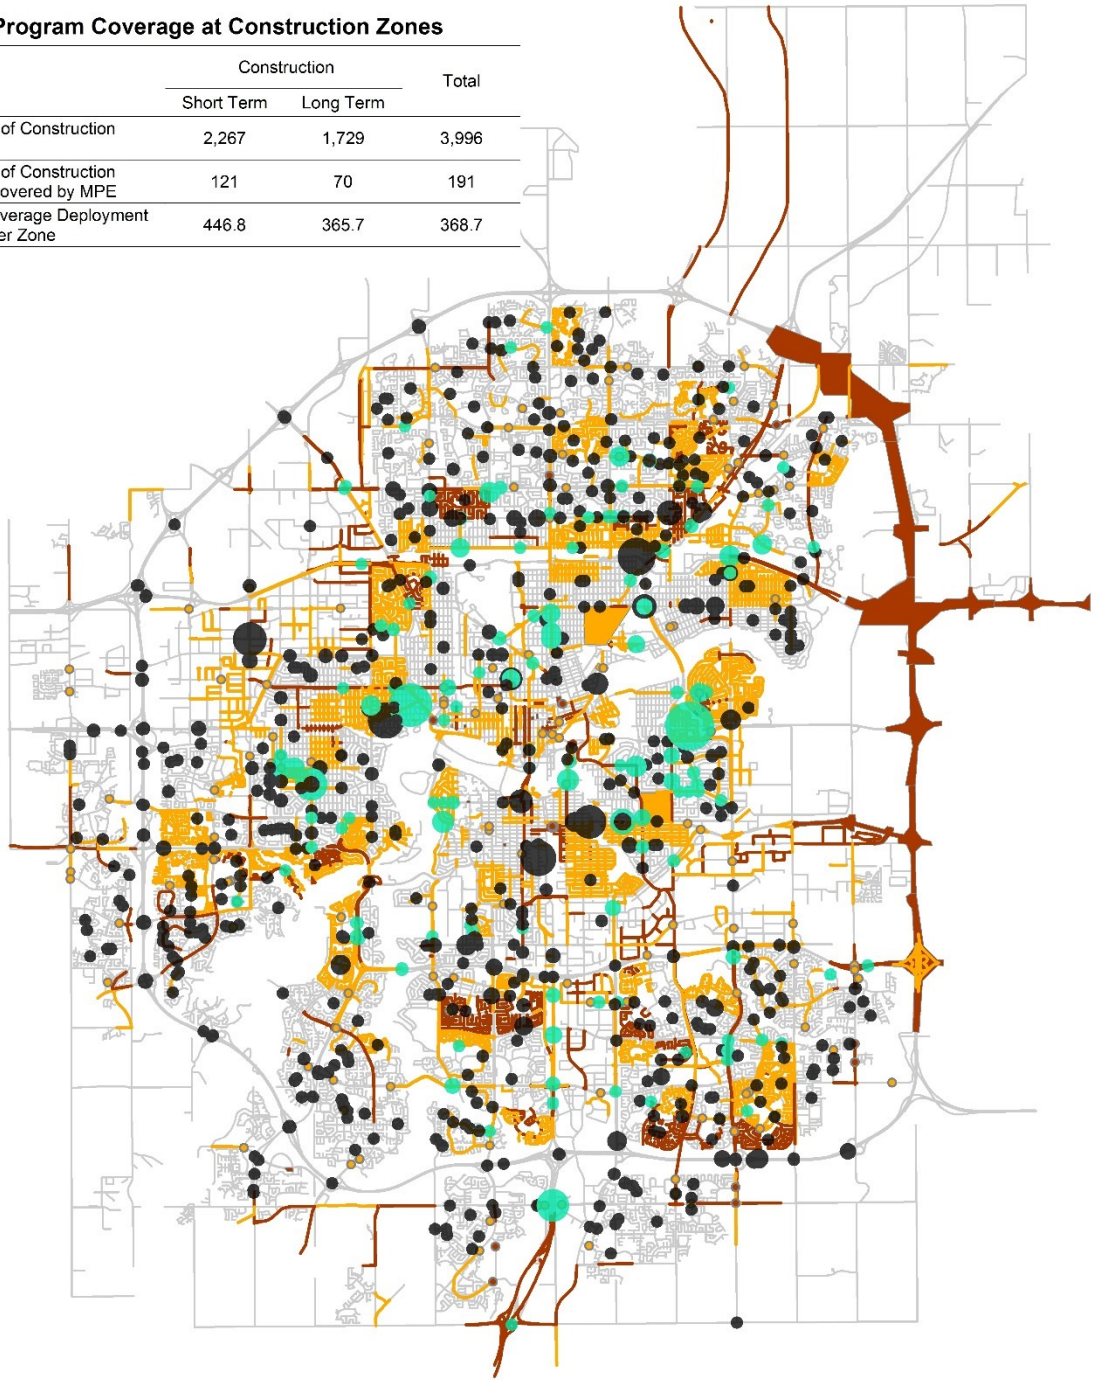 Program Coverage at Construction Zones
Construction
Total
Short Term Long Term
of Construction
2,267 1,729 3,996
of Construction
overed by MPE
121 70 191
verage Deployment
er Zone
446.8 365.7 368.7